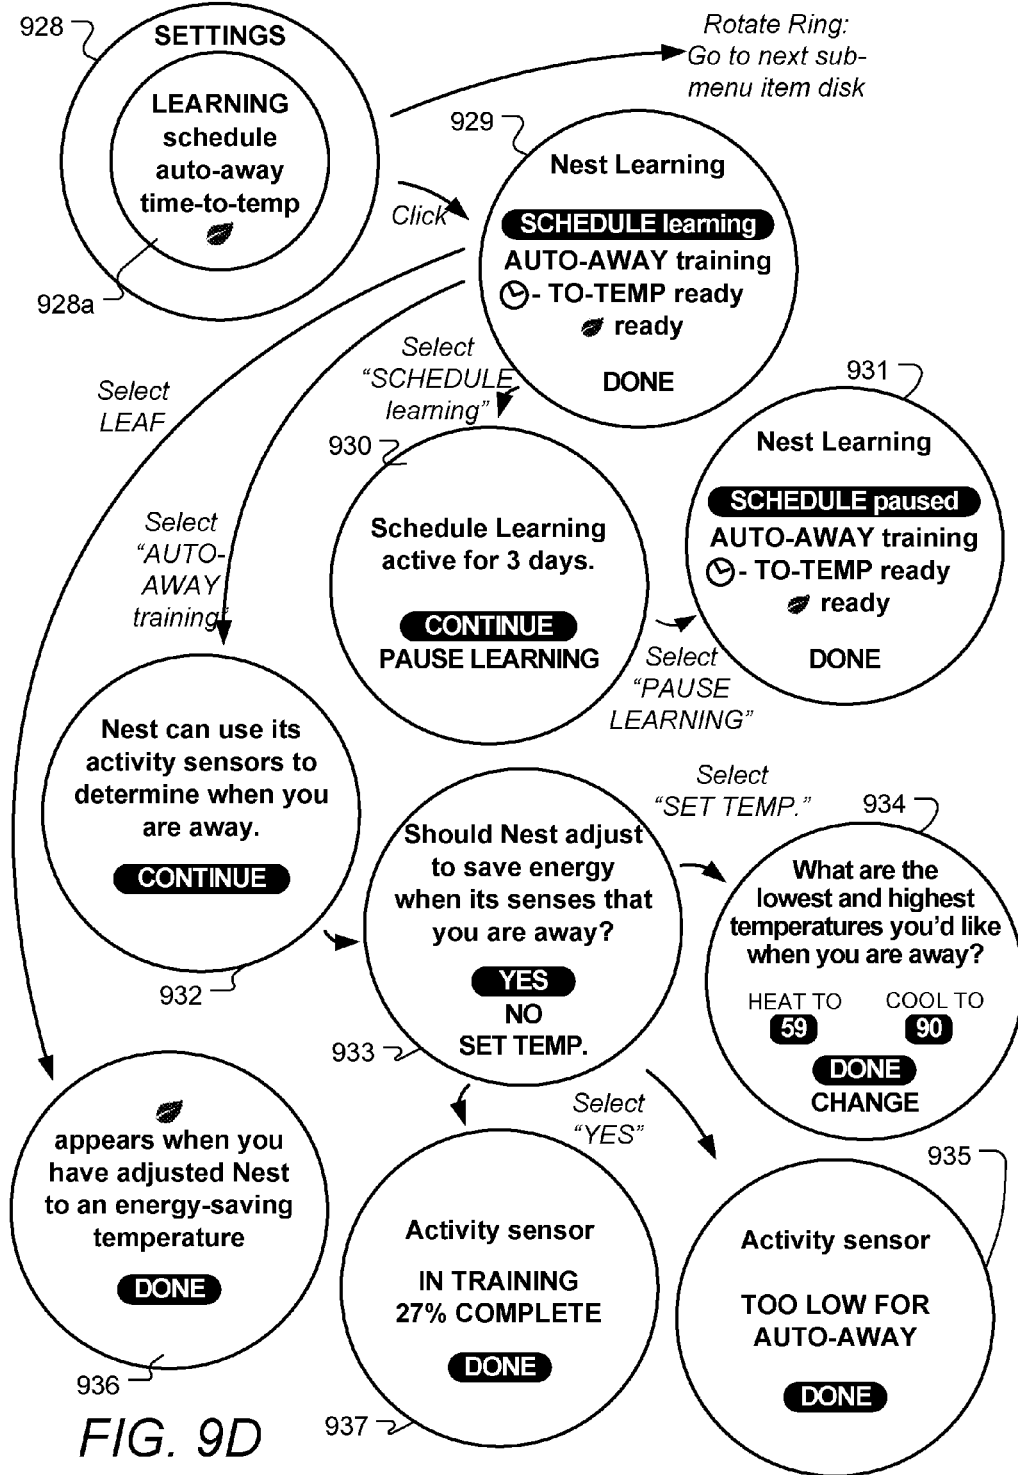 928
SETTINGS
LEARNING
schedule
auto-away
time-to-temp
928a
Rotate Ring:
Go to next sub-
menu item disk
Click
929
Nest Learning
SCHEDULE learning
AUTO-AWAY training
- TO-TEMP ready
ready
DONE
Select
LEAF
Select
"SCHEDULE
learning"
930
Schedule Learning
active for 3 days.
CONTINUE
PAUSE LEARNING
931
Nest Learning
SCHEDULE paused
AUTO-AWAY training
- TO-TEMP ready
ready
DONE
Select
"PAUSE
LEARNING"
Select
"AUTO-
AWAY
training"
Nest can use its
activity sensors to
determine when you
are away.
CONTINUE
932
Should Nest adjust
to save energy
when its senses that
you are away?
YES
NO
SET TEMP.
933
Select
"SET TEMP."
934
What are the
lowest and highest
temperatures you'd like
when you are away?
HEAT TO COOL TO
59 90
DONE
CHANGE
appears when you
have adjusted Nest
to an energy-saving
temperature
DONE
936
Select
"YES"
Activity sensor
IN TRAINING
27% COMPLETE
DONE
937
935
Activity sensor
TOO LOW FOR
AUTO-AWAY
DONE
FIG. 9D